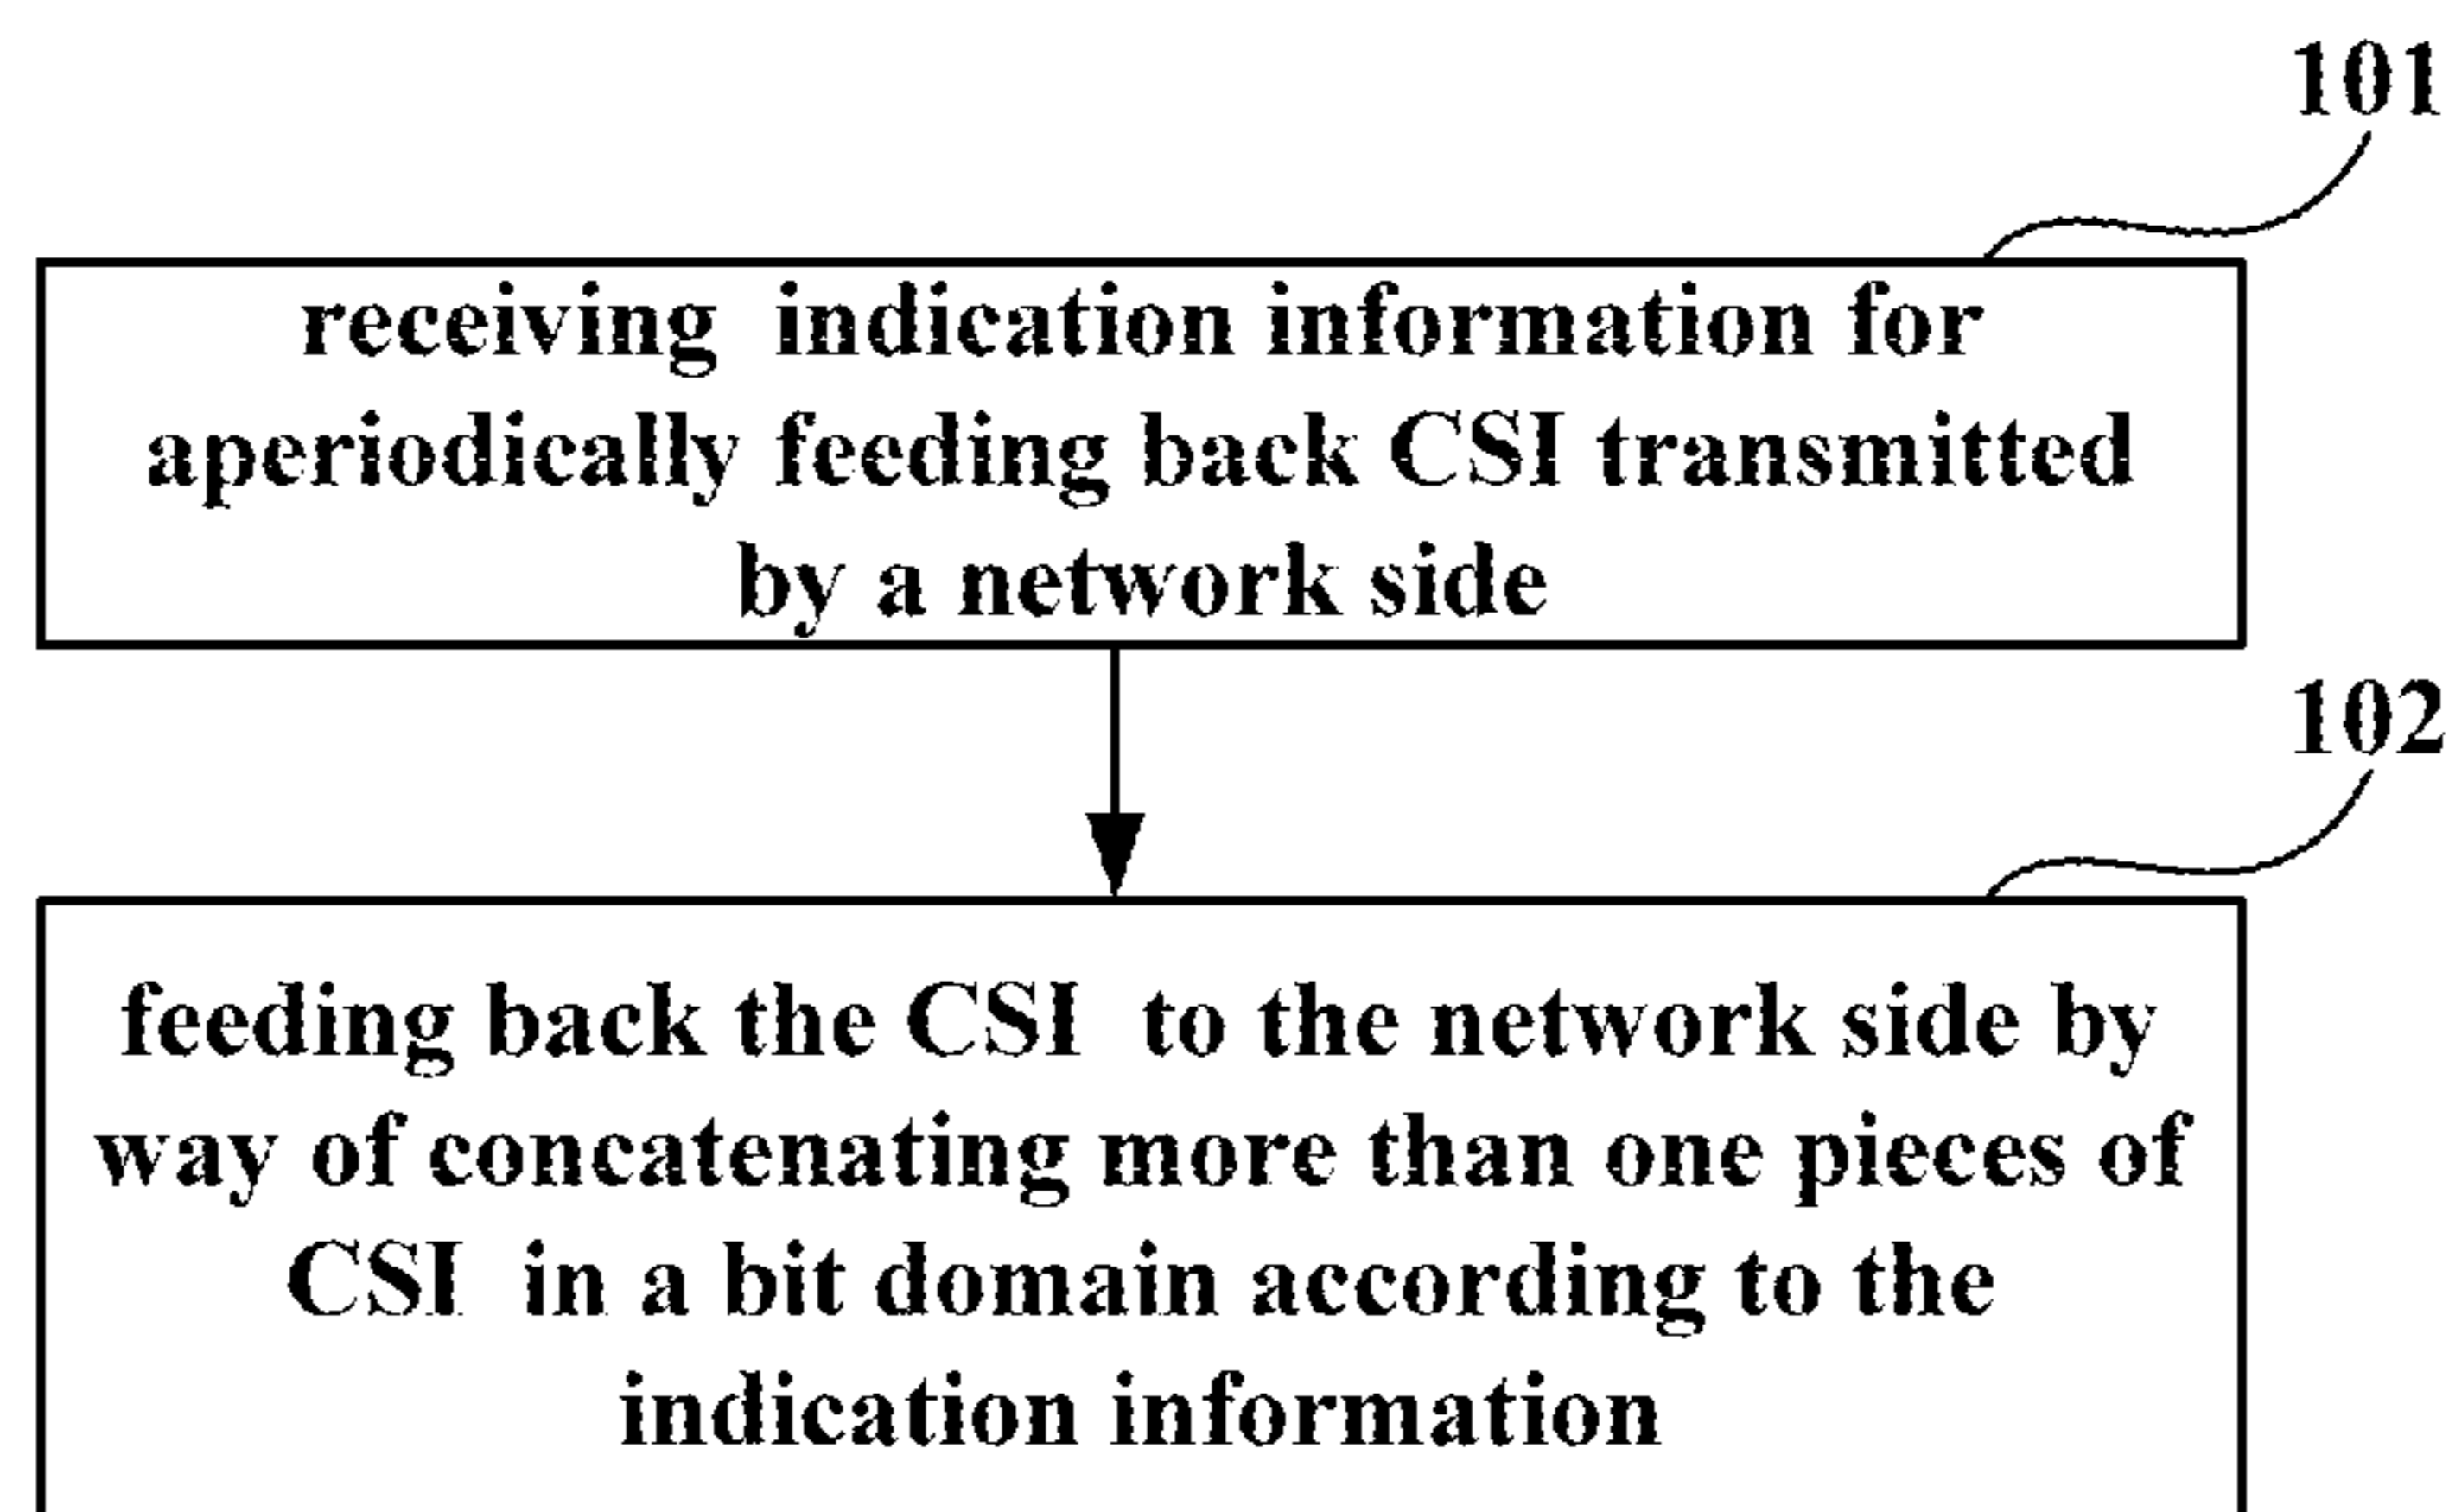 101
receiving indication information for
aperiodically feeding back CSI transmitted
by a network side
102
feeding back the CSI to the network side by
way of concatenating more than one pieces of
CSI in a bit domain according to the
indication information